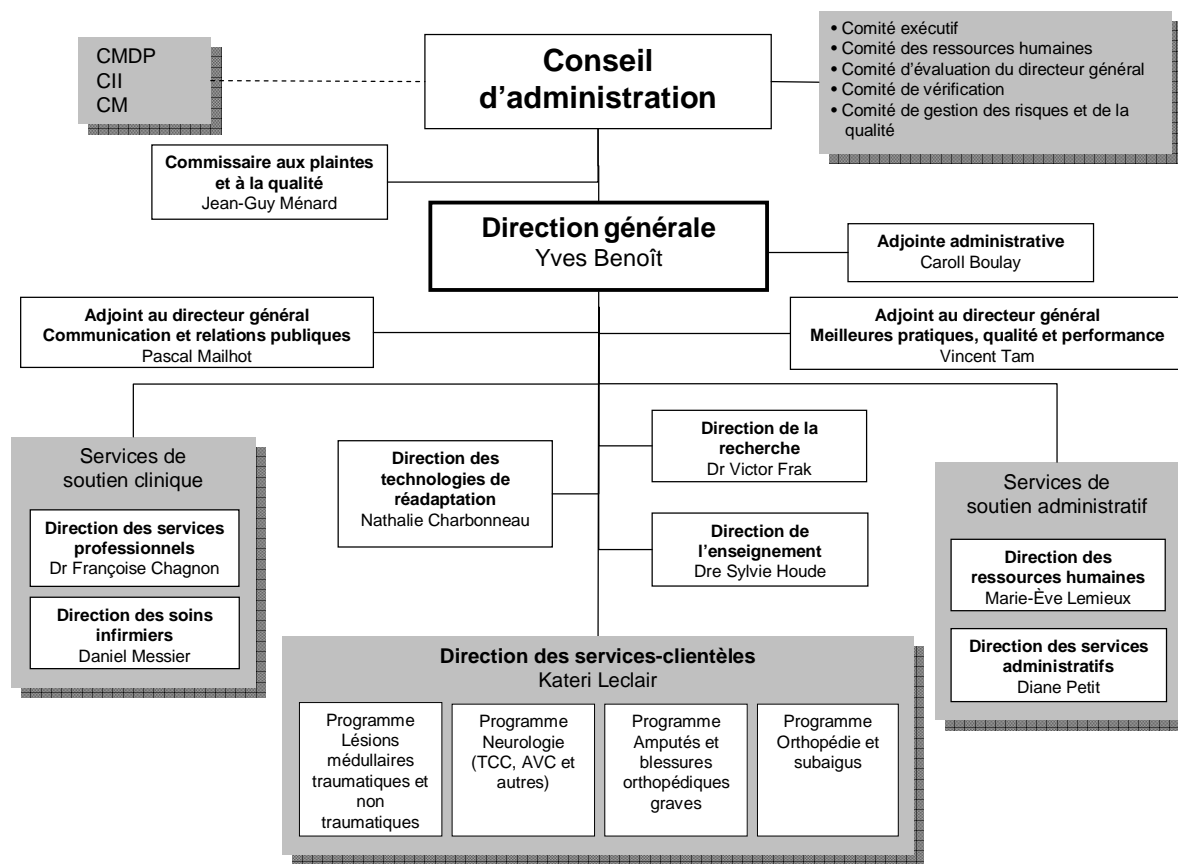 CMDP
CII
CM
Conseil
d'administration
• Comité exécutif
• Comité des ressources humaines
• Comité d'évaluation du directeur général
• Comité de vérification
• Comité de gestion des risques et de la
qualité
Commissaire aux plaintes
et à la qualité
Jean-Guy Ménard
Direction générale
Yves Benoît
Adjointe administrative
Caroll Boulay
Adjoint au directeur général
Communication et relations publiques
Pascal Mailhot
Adjoint au directeur général
Meilleures pratiques, qualité et performance
Vincent Tam
Services de
soutien clinique
Direction des services
professionnels
Dr Françoise Chagnon
Direction des soins
infirmiers
Daniel Messier
Direction des
technologies de
réadaptation
Nathalie Charbonneau
Direction de la
recherche
Dr Victor Frak
Direction de
l'enseignement
Dre Sylvie Houde
Services de
soutien administratif
Direction des
ressources humaines
Marie-Ève Lemieux
Direction des services
administratifs
Diane Petit
Direction des services-clientèles
Kateri Leclair
Programme
Lésions
médullaires
traumatiques et
non
traumatiques
Programme
Neurologie
(TCC, AVC et
autres)
Programme
Amputés et
blessures
orthopédiques
graves
Programme
Orthopédie et
subaigus